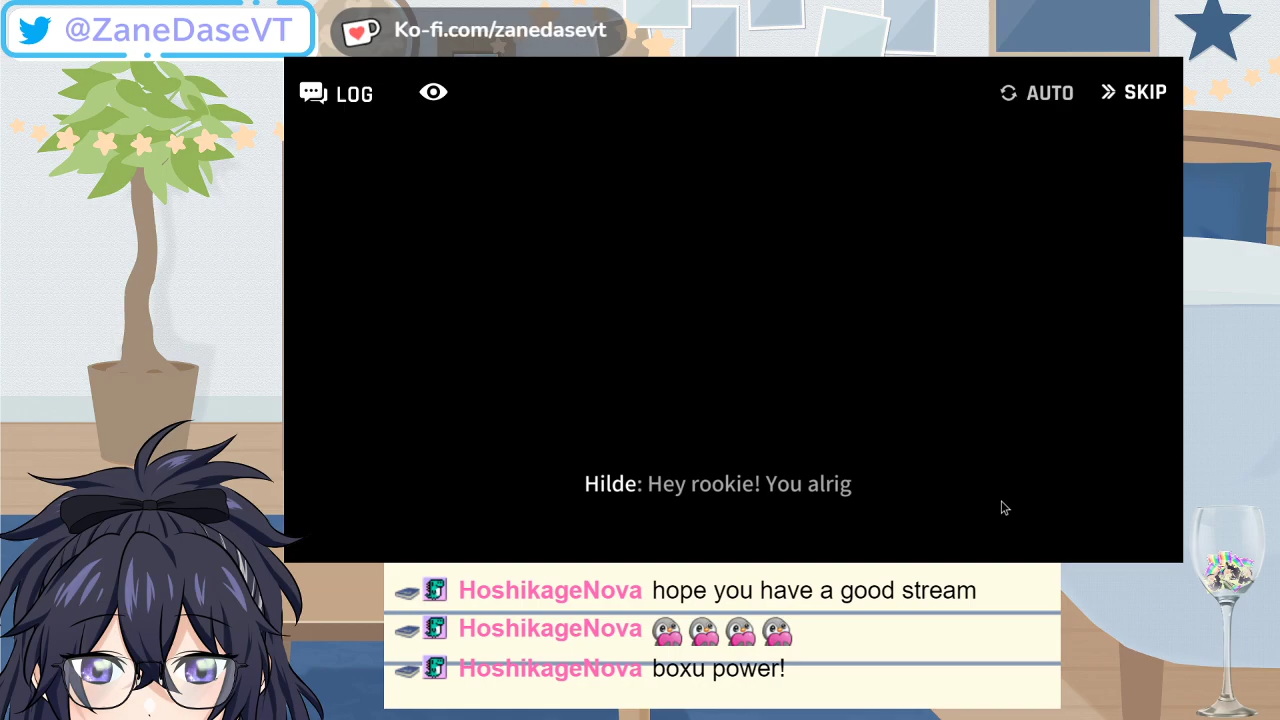 @ZaneDaseVT
Ko-fi.com/zanedasevt
LOG
AUTO
SKIP
Hilde: Hey rookie! You alrig
HoshikageNova hope you have a good stream
HoshikageNova
HoshikageNova boxu power!